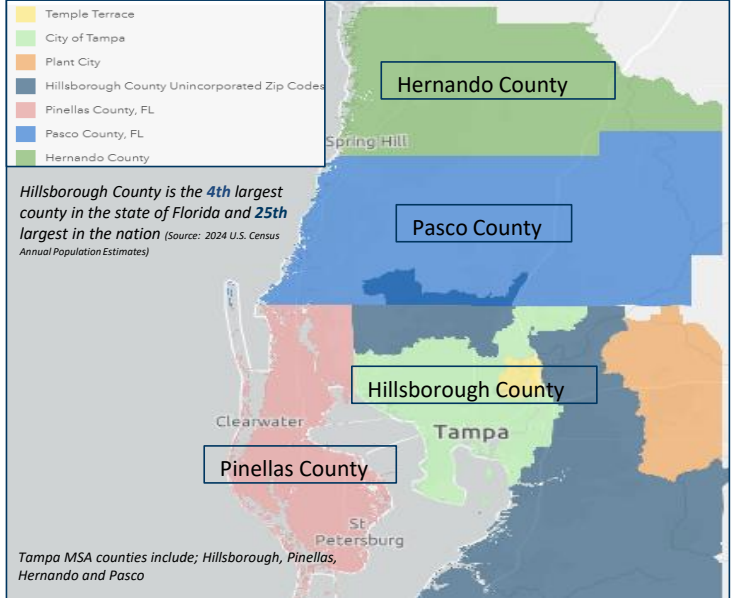 Temple Terrace
City of Tampa
Plant City
Hillsborough County Unincorporated Zip Codes
Pinellas County, FL
Pasco County, FL
Hernando County
Hernando County
Spring Hill
Hillsborough County is the 4th largest
county in the state of Florida and 25th
largest in the nation (Source: 2024 U.S. Census
Annual Population Estimates)
Pasco County
Hillsborough County
Clearwater
Tampa
Pinellas County
St
Petersburg
Tampa MSA counties include; Hillsborough, Pinellas,
Hernando and Pasco